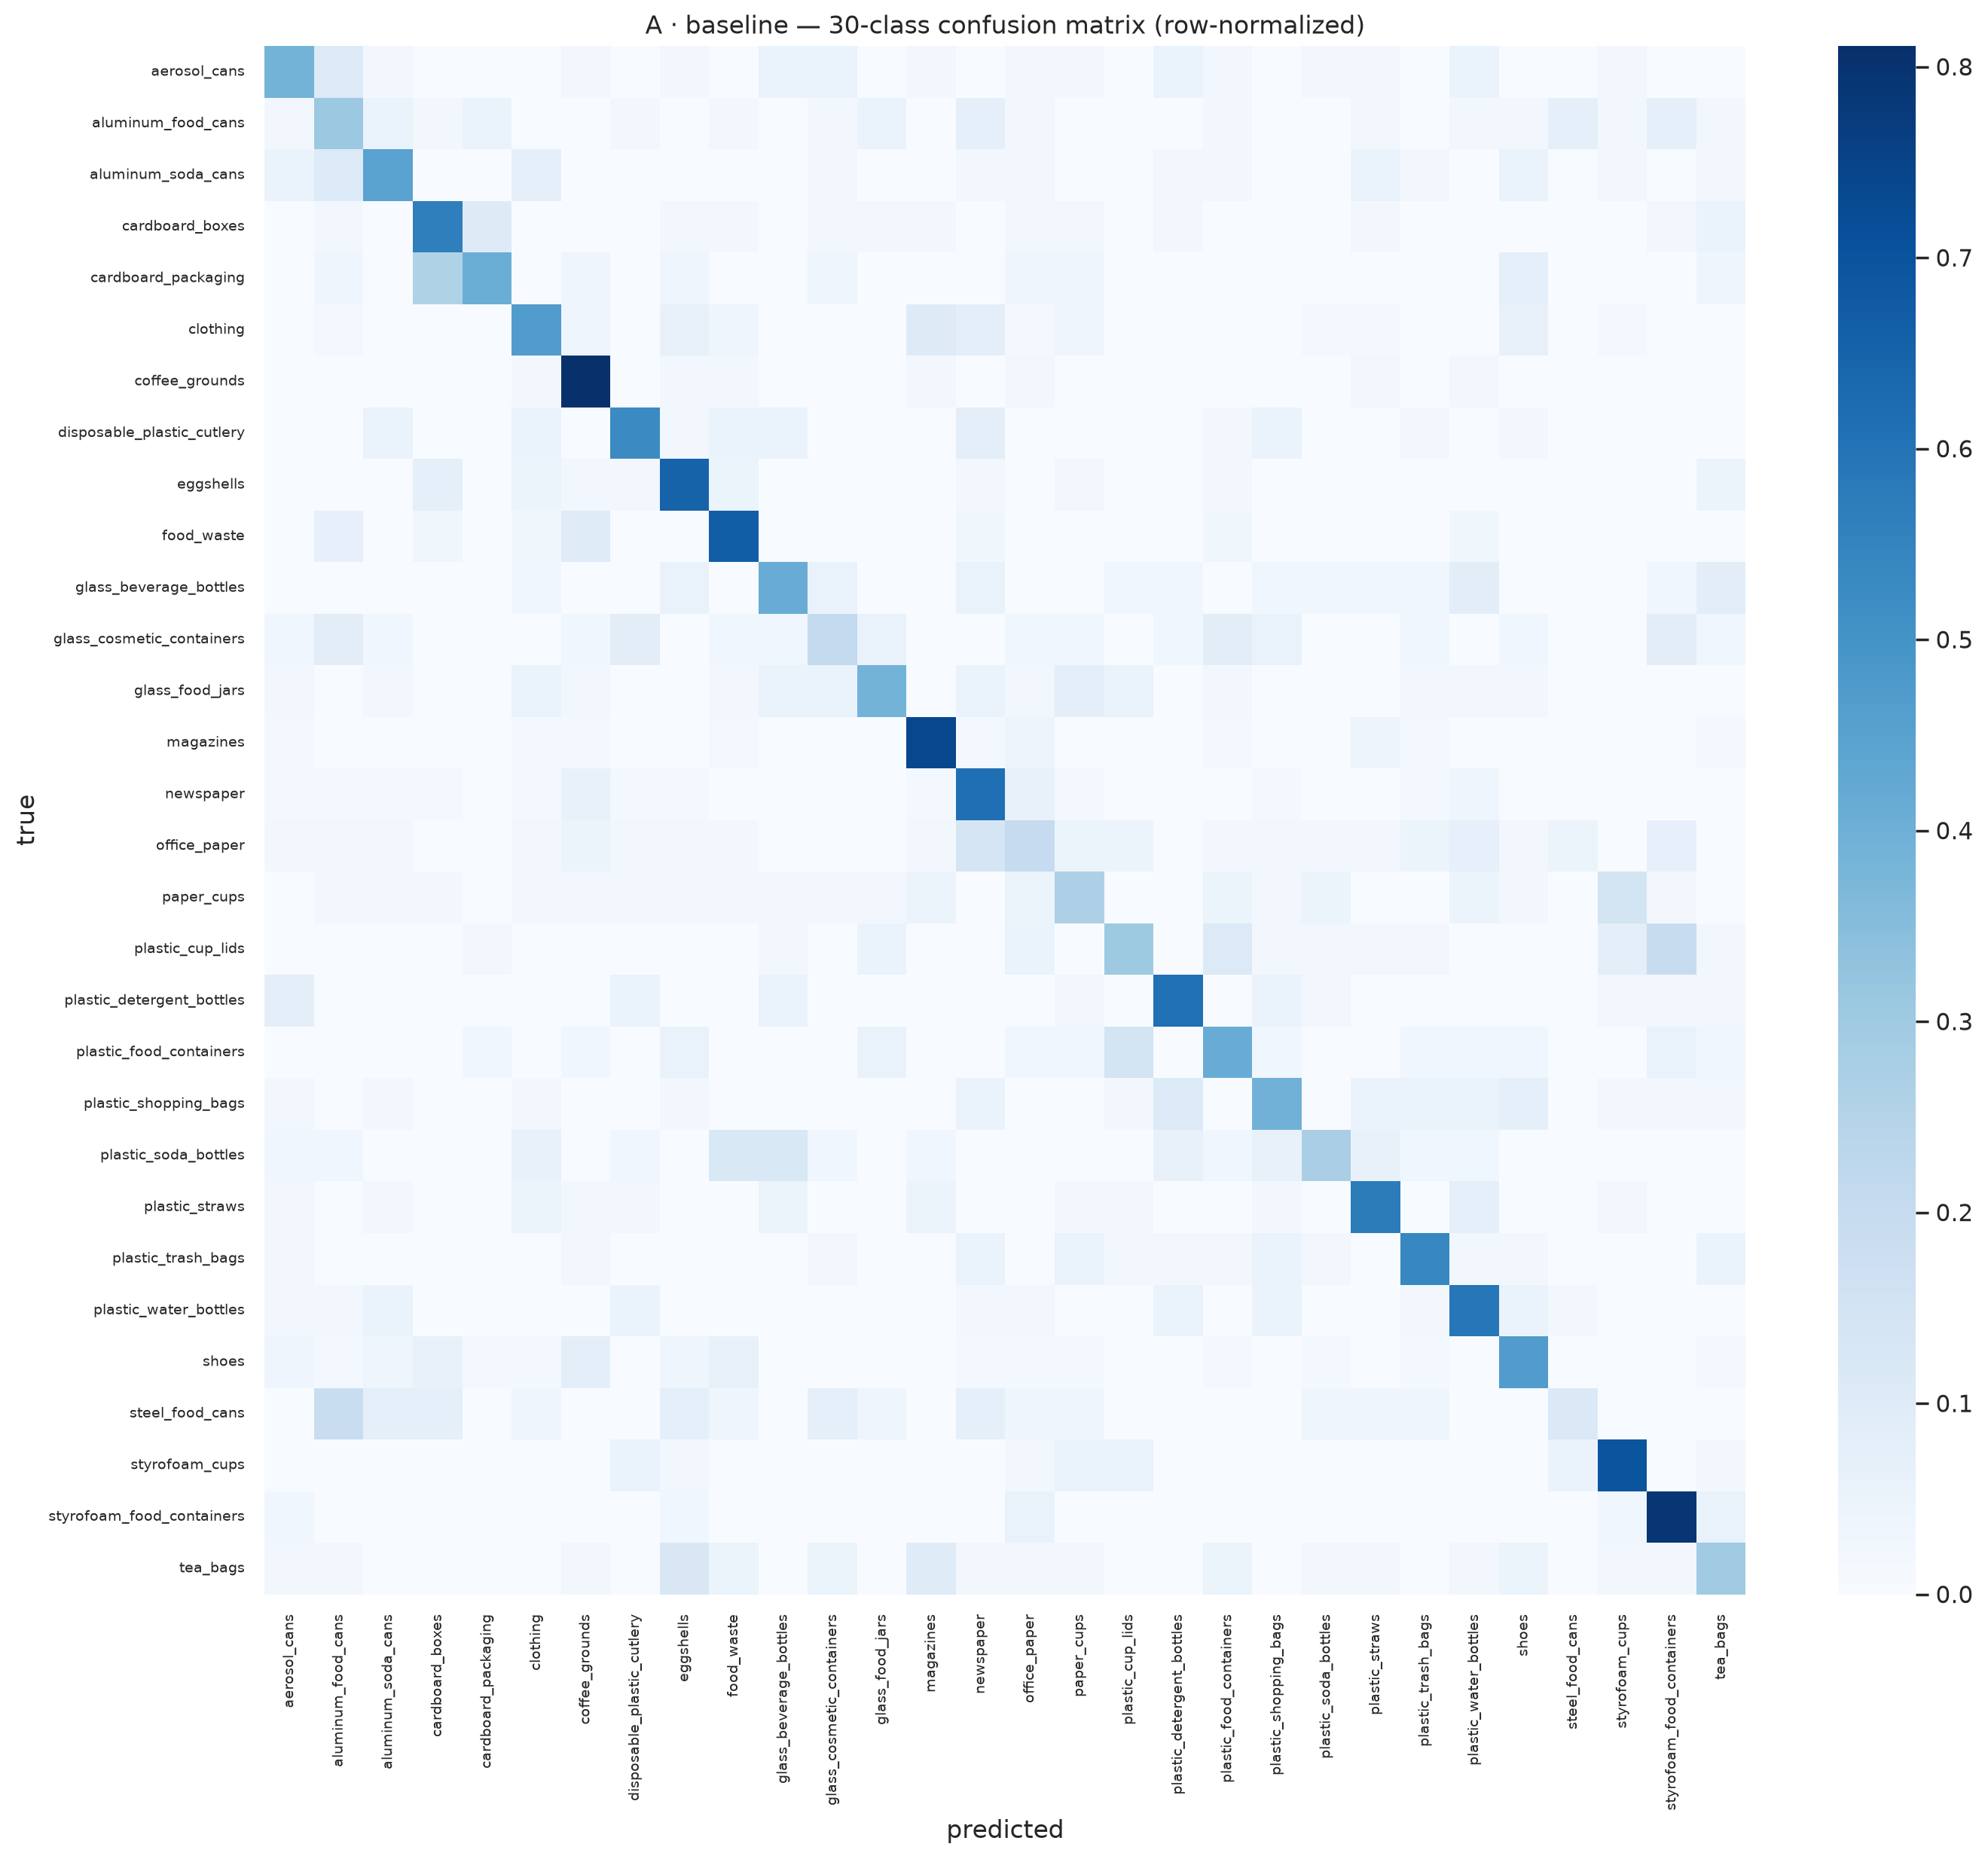 A · baseline — 30-class confusion matrix (row-normalized)
true
aerosol_cans
aluminum_food_cans
aluminum_soda_cans
cardboard_boxes
cardboard_packaging
clothing
coffee_grounds
disposable_plastic_cutlery
eggshells
food_waste
glass_beverage_bottles
glass_cosmetic_containers
glass_food_jars
magazines
newspaper
office_paper
paper_cups
plastic_cup_lids
plastic_detergent_bottles
plastic_food_containers
plastic_shopping_bags
plastic_soda_bottles
plastic_straws
plastic_trash_bags
plastic_water_bottles
shoes
steel_food_cans
styrofoam_cups
styrofoam_food_containers
tea_bags
aerosol_cans
aluminum_food_cans
aluminum_soda_cans
cardboard_boxes
cardboard_packaging
clothing
coffee_grounds
disposable_plastic_cutlery
eggshells
food_waste
glass_beverage_bottles
glass_cosmetic_containers
glass_food_jars
magazines
newspaper
office_paper
paper_cups
plastic_cup_lids
plastic_detergent_bottles
plastic_food_containers
plastic_shopping_bags
plastic_soda_bottles
plastic_straws
plastic_trash_bags
plastic_water_bottles
shoes
steel_food_cans
styrofoam_cups
styrofoam_food_containers
tea_bags
predicted
0.8
0.7
0.6
0.5
0.4
0.3
0.2
0.1
0.0